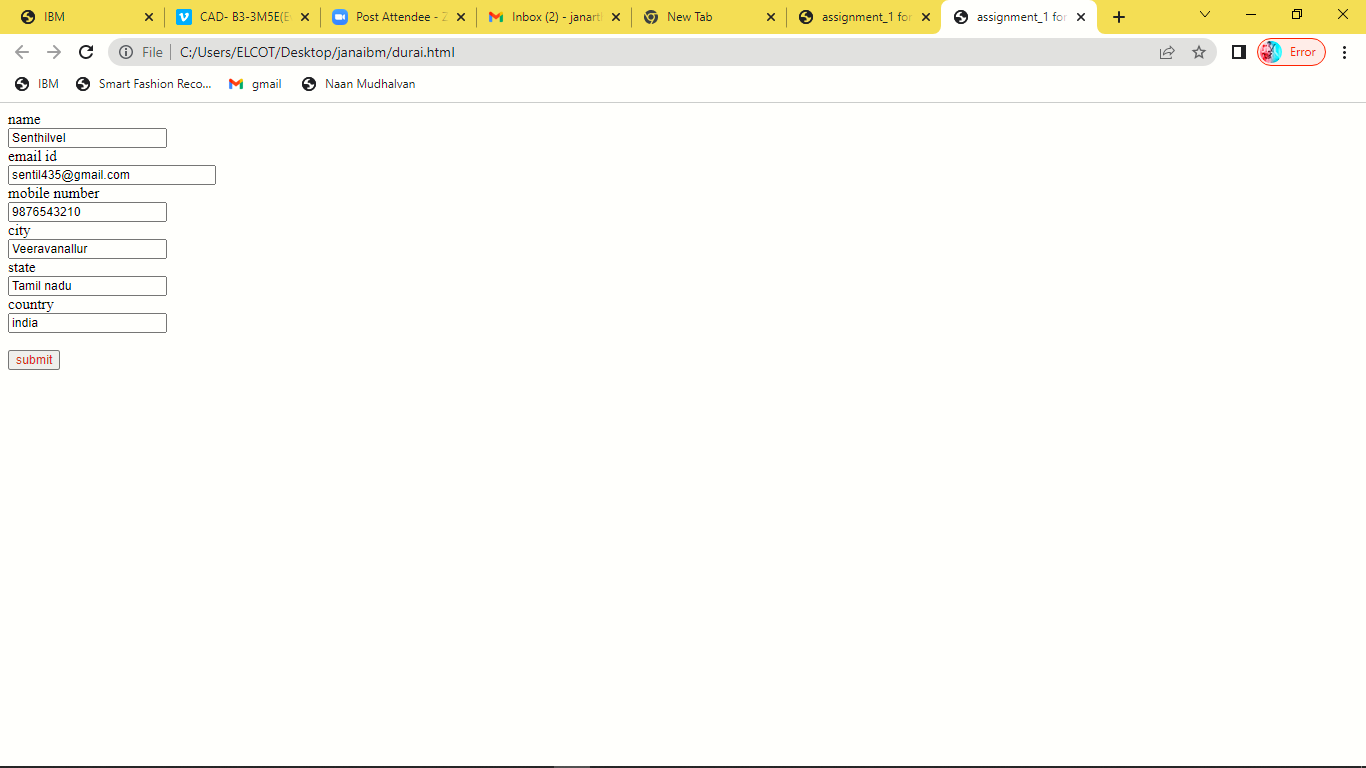 IBM
CAD- B3-3M5E(E
Post Attendee - Z
Inbox (2) - janart
New Tab
assignment_1 for
assignment_1 for
File
C:/Users/ELCOT/Desktop/janaibm/durai.html
Error
IBM
Smart Fashion Reco...
gmail
Naan Mudhalvan
name
Senthilvel
email id
sentil435@gmail.com
mobile number
9876543210
city
Veeravanallur
state
Tamil nadu
country
india
submit